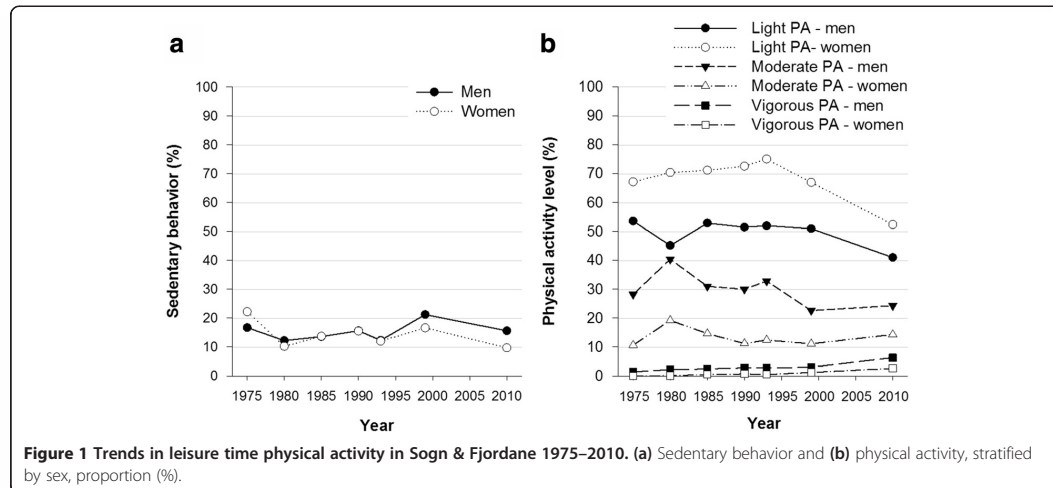 a
Men
Women
Sedentary behavior (%)
100
90
80
70
60
50
40
30
20
10
0
1975 1980 1985 1990 1995 2000 2005 2010
Year
b
Light PA - men
Light PA- women
Moderate PA - men
Moderate PA - women
Vigorous PA - men
Vigorous PA - women
Physical activity level (%)
100
90
80
70
60
50
40
30
20
10
0
1975 1980 1985 1990 1995 2000 2005 2010
Year
Figure 1 Trends in leisure time physical activity in Sogn & Fjordane 1975–2010. (a) Sedentary behavior and (b) physical activity, stratified
by sex, proportion (%).